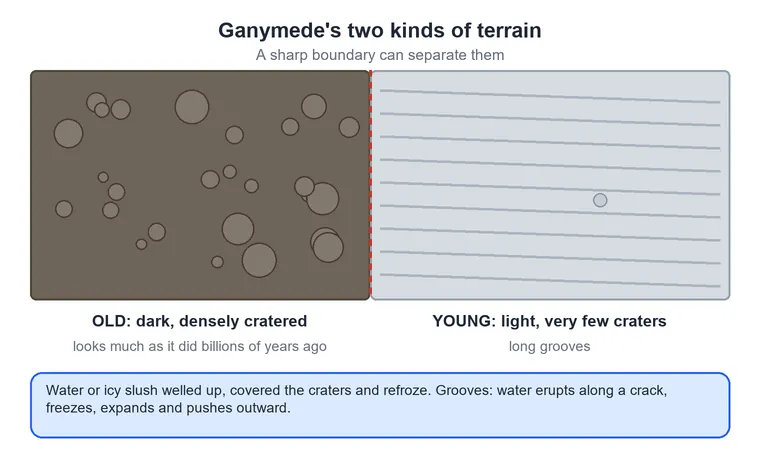 Ganymede's two kinds of terrain
A sharp boundary can separate them
OLD: dark, densely cratered
YOUNG: light, very few craters
looks much as it did billions of years ago
long grooves
Water or icy slush welled up, covered the craters and refroze. Grooves: water erupts along a crack,
freezes, expands and pushes outward.